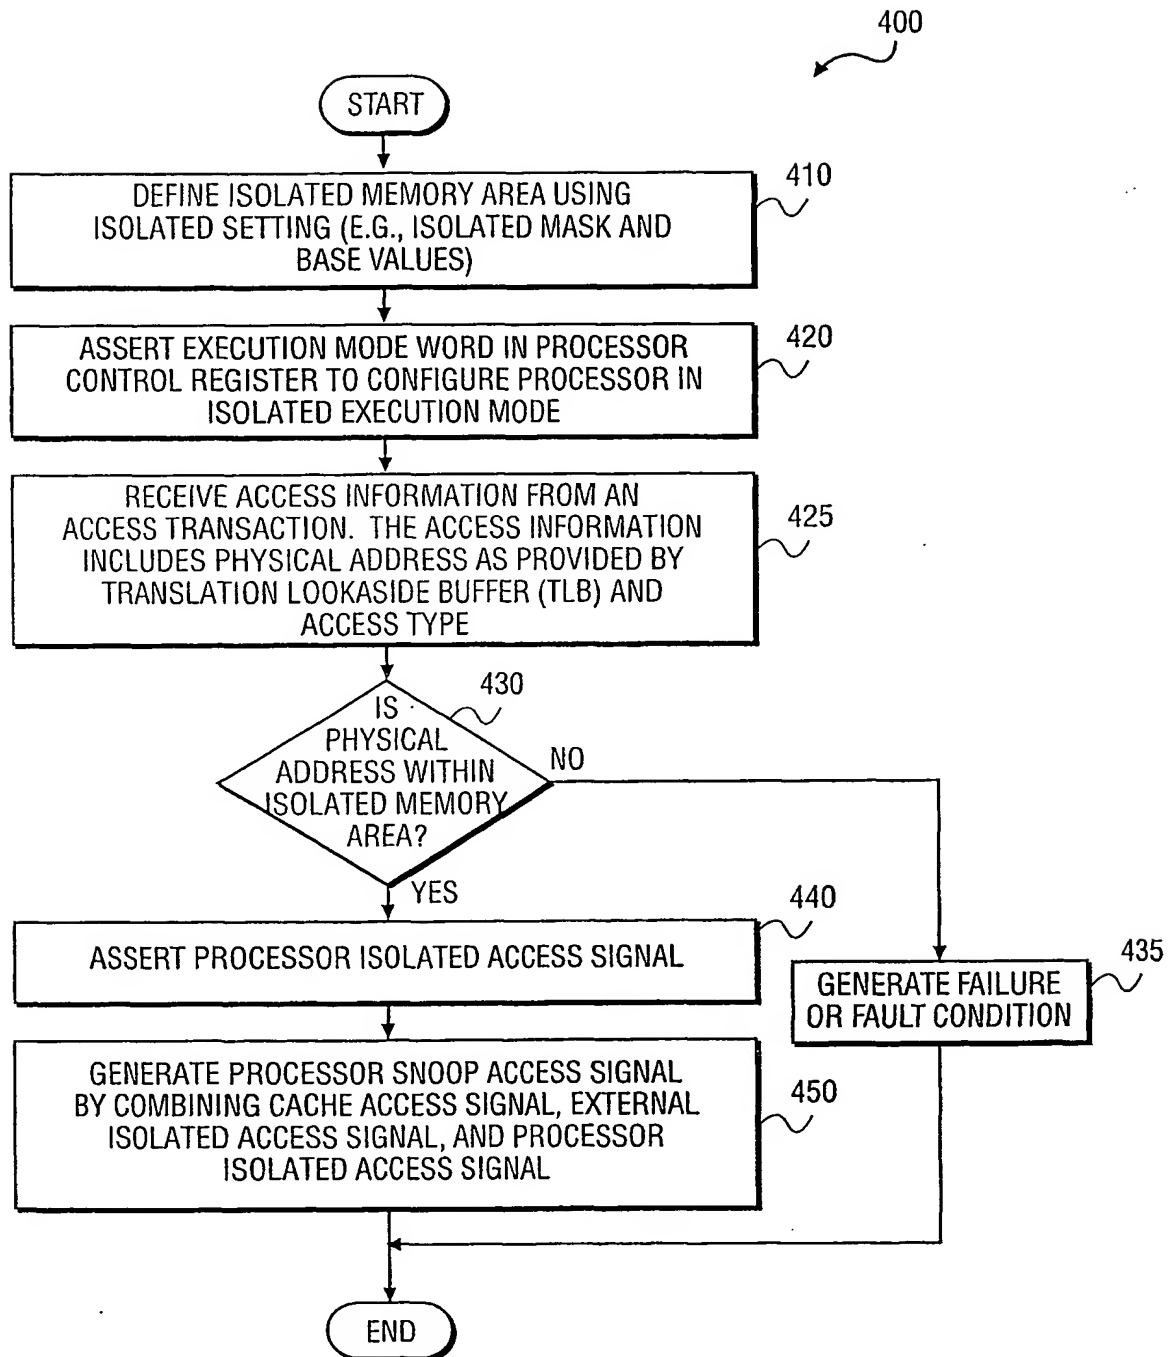 400
START
410
DEFINE ISOLATED MEMORY AREA USING
ISOLATED SETTING (E.G., ISOLATED MASK AND
BASE VALUES)
420
ASSERT EXECUTION MODE WORD IN PROCESSOR
CONTROL REGISTER TO CONFIGURE PROCESSOR IN
ISOLATED EXECUTION MODE
425
RECEIVE ACCESS INFORMATION FROM AN
ACCESS TRANSACTION. THE ACCESS INFORMATION
INCLUDES PHYSICAL ADDRESS AS PROVIDED BY
TRANSLATION LOOKASIDE BUFFER (TLB) AND
ACCESS TYPE
430
IS
PHYSICAL
ADDRESS WITHIN
ISOLATED MEMORY
AREA?
NO
YES
440
ASSERT PROCESSOR ISOLATED ACCESS SIGNAL
435
GENERATE FAILURE
OR FAULT CONDITION
450
GENERATE PROCESSOR SNOOP ACCESS SIGNAL
BY COMBINING CACHE ACCESS SIGNAL, EXTERNAL
ISOLATED ACCESS SIGNAL, AND PROCESSOR
ISOLATED ACCESS SIGNAL
END